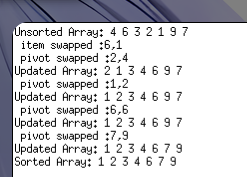 Unsorted Array: 4 6 3 2 1 9 7
item swapped :6,1
pivot swapped :2,4
Updated Array: 2 1 3 4 6 9 7
pivot swapped :1,2
Updated Array: 1 2 3 4 6 9 7
pivot swapped :6,6
Updated Array: 1 2 3 4 6 9 7
pivot swapped :7,9
Updated Array: 1 2 3 4 6 7 9
Sorted Array: 1 2 3 4 6 7 9